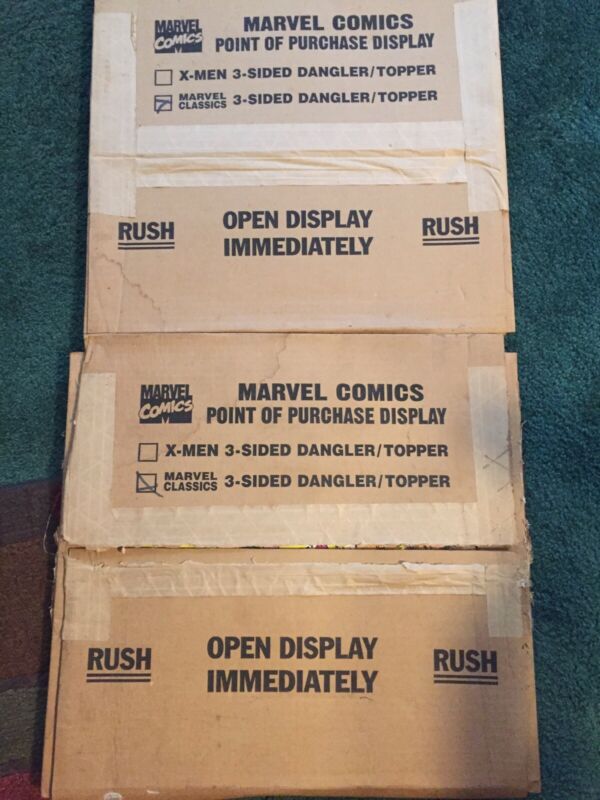 MARVEL
COMICS
MARVEL COMICS
POINT OF PURCHASE DISPLAY
X-MEN 3-SIDED DANGLER/TOPPER
MARVEL CLASSICS 3-SIDED DANGLER/TOPPER
RUSH
OPEN DISPLAY
IMMEDIATELY
RUSH
MARVEL
COMICS
MARVEL COMICS
POINT OF PURCHASE DISPLAY
X-MEN 3-SIDED DANGLER/TOPPER
MARVEL CLASSICS 3-SIDED DANGLER/TOPPER
RUSH
OPEN DISPLAY
IMMEDIATELY
RUSH